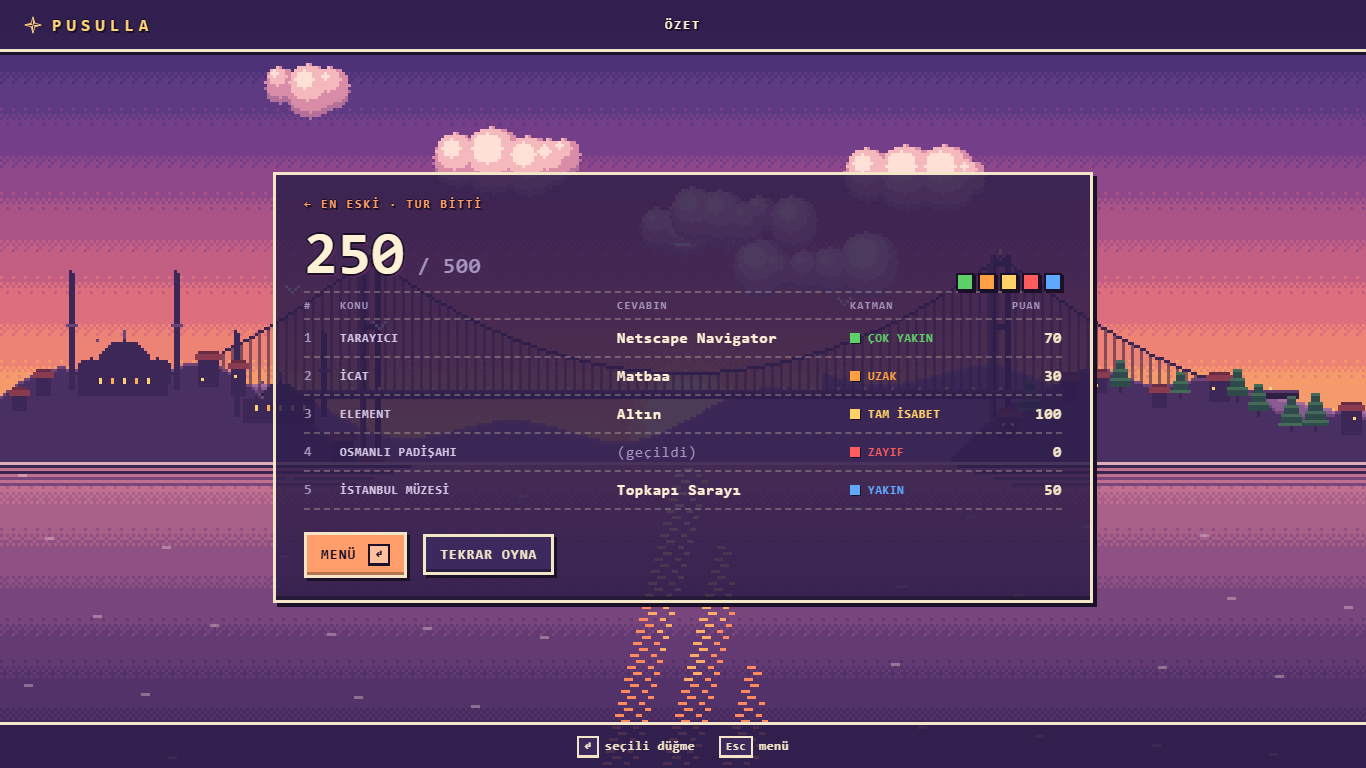 PUSULLA
ÖZET
← EN ESKİ · TUR BİTTİ
250 / 500
# KONU CEVABIN KATMAN PUAN
1 TARAYICI Netscape Navigator ÇOK YAKIN 70
2 İCAT Matbaa UZAK 30
3 ELEMENT Altın TAM İSABET 100
4 OSMANLI PADİŞAHI (geçildi) ZAYIF 0
5 İSTANBUL MÜZESİ Topkapı Sarayı YAKIN 50
MENÜ ↵ TEKRAR OYNA
↵ seçili düğme Esc menü